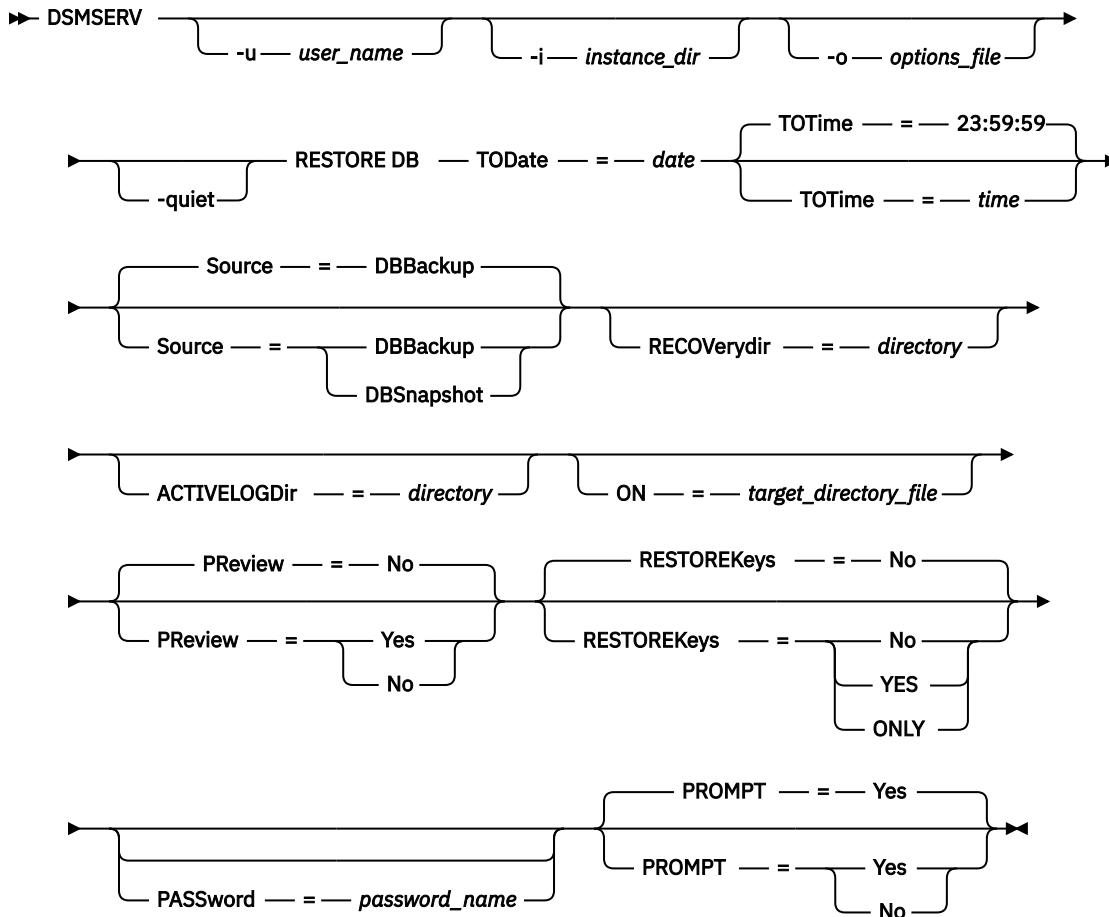 DSMSERV
-u user_name
-i instance_dir
-o options_file
TOTime = 23:59:59
-quiet
RESTORE DB TODate = date
TOTime = time
Source = DBBackup
Source = DBBackup
DBSnapshot
RECOVerydir = directory
ACTIVELOGDir = directory
ON = target_directory_file
PReview = No
PReview = Yes
No
RESTOREKeys = No
RESTOREKeys = No
YES
ONLY
PASSword = password_name
PROMPT = Yes
PROMPT = Yes
No